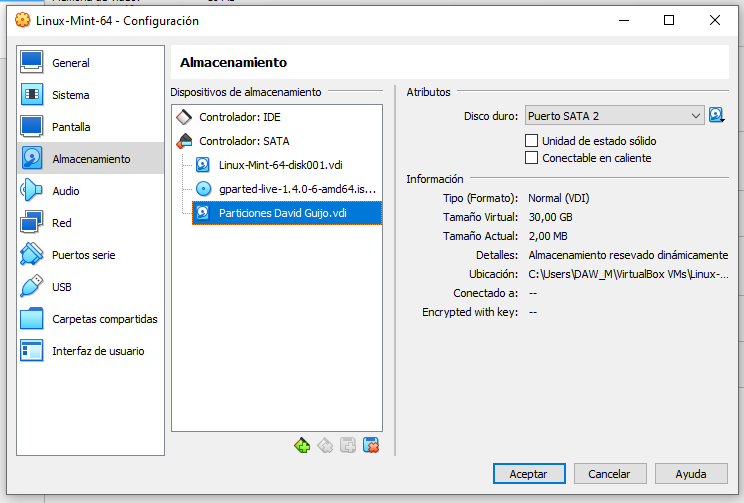 Linux-Mint-64 - Configuración
General
Sistema
Pantalla
Almacenamiento
Audio
Red
Puertos serie
USB
Carpetas compartidas
Interfaz de usuario
Almacenamiento
Dispositivos de almacenamiento
Controlador: IDE
Controlador: SATA
Linux-Mint-64-disk001.vdi
gparted-live-1.4.0-6-amd64.is...
Particiones David Guijo.vdi
Atributos
Disco duro: Puerto SATA 2
Unidad de estado sólido
Conectable en caliente
Información
Tipo (Formato): Normal (VDI)
Tamaño Virtual: 30,00 GB
Tamaño Actual: 2,00 MB
Detalles: Almacenamiento resevado dinámicamente
Ubicación: C:\Users\DAW_M\VirtualBox VMs\Linux-...
Conectado a: --
Encrypted with key: --
Aceptar
Cancelar
Ayuda